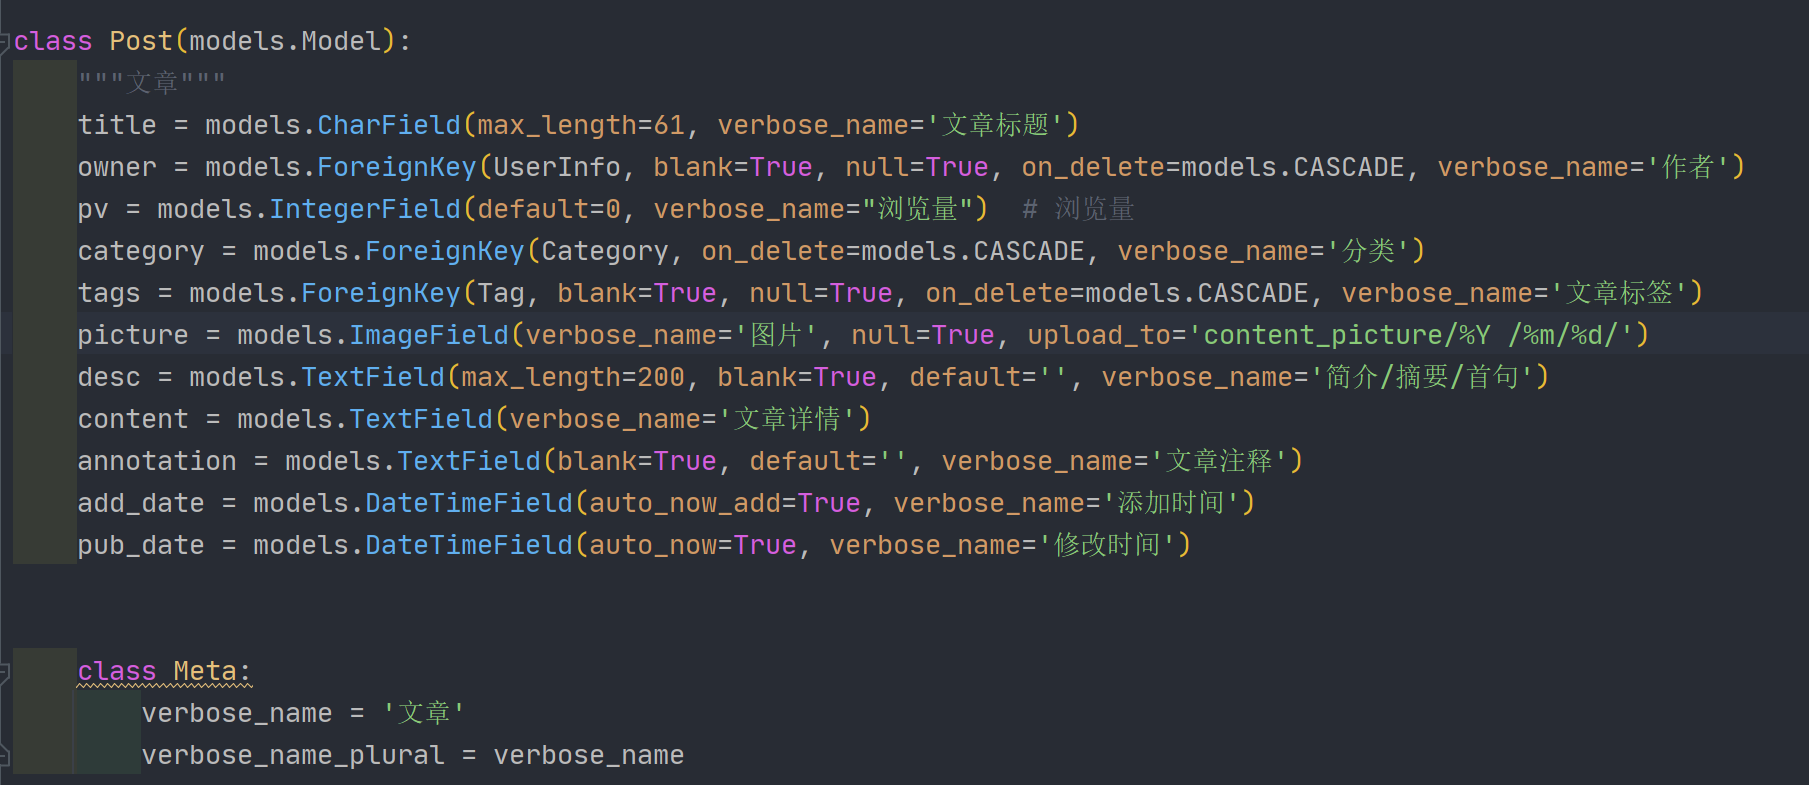 class Post(models.Model):
    """文章"""
    title = models.CharField(max_length=61, verbose_name='文章标题')
    owner = models.ForeignKey(UserInfo, blank=True, null=True, on_delete=models.CASCADE, verbose_name='作者')
    pv = models.IntegerField(default=0, verbose_name="浏览量")  # 浏览量
    category = models.ForeignKey(Category, on_delete=models.CASCADE, verbose_name='分类')
    tags = models.ForeignKey(Tag, blank=True, null=True, on_delete=models.CASCADE, verbose_name='文章标签')
    picture = models.ImageField(verbose_name='图片', null=True, upload_to='content_picture/%Y /%m/%d/')
    desc = models.TextField(max_length=200, blank=True, default='', verbose_name='简介/摘要/首句')
    content = models.TextField(verbose_name='文章详情')
    annotation = models.TextField(blank=True, default='', verbose_name='文章注释')
    add_date = models.DateTimeField(auto_now_add=True, verbose_name='添加时间')
    pub_date = models.DateTimeField(auto_now=True, verbose_name='修改时间')
    class Meta:
        verbose_name = '文章'
        verbose_name_plural = verbose_name